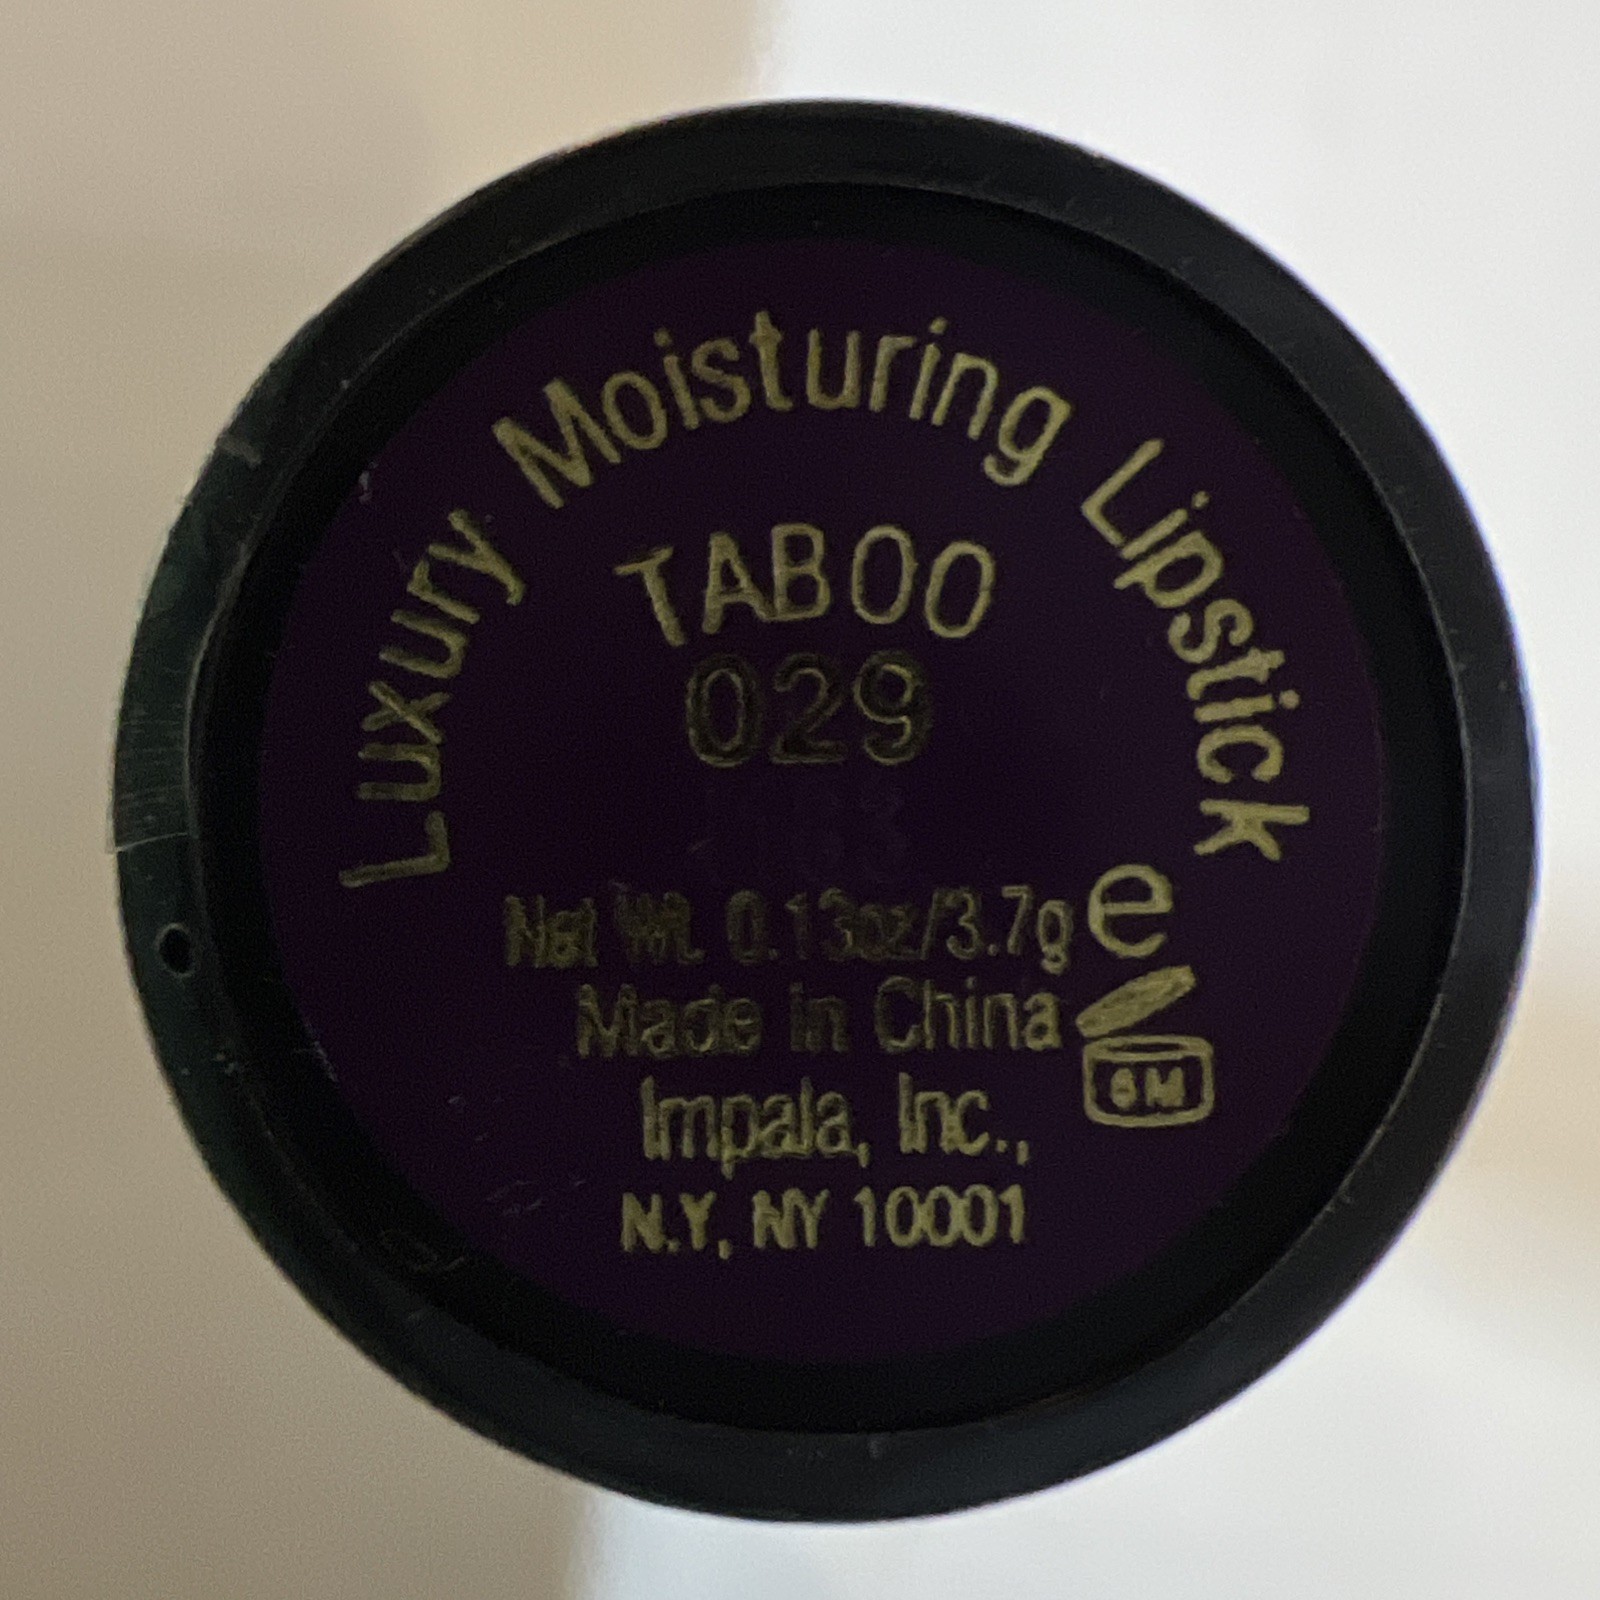 Luxury Moisturing Lipstick
TABOO
029
Net Wt. 0.13oz/3.7g e
Made in China
6M
Impala, Inc.,
N.Y, NY 10001